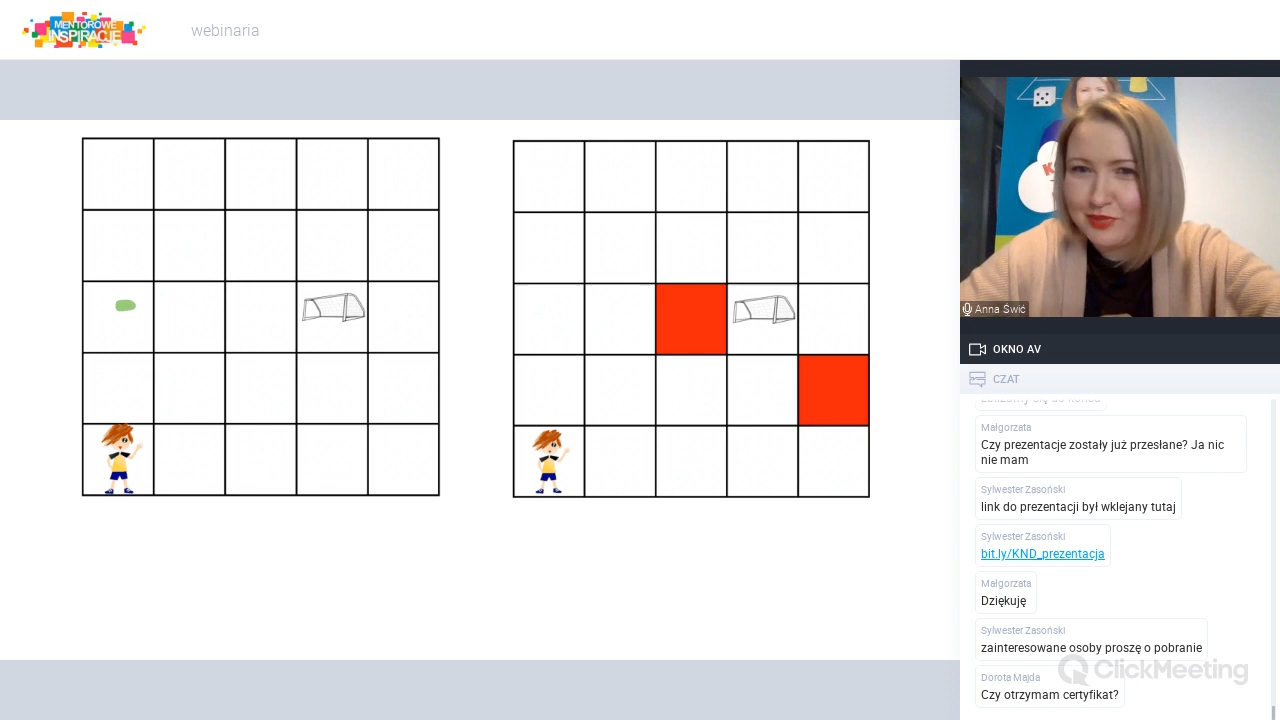 MENTOROWE
INSPIRACJE
webinaria
Anna Świć
OKNO AV
CZAT
Małgorzata
Czy prezentacje zostały już przesłane? Ja nic
nie mam
Sylwester Zasoński
link do prezentacji był wklejany tutaj
Sylwester Zasoński
bit.ly/KND_prezentacja
Małgorzata
Dziękuję
Sylwester Zasoński
zainteresowane osoby proszę o pobranie
Dorota Majda
Czy otrzymam certyfikat?
ClickMeeting